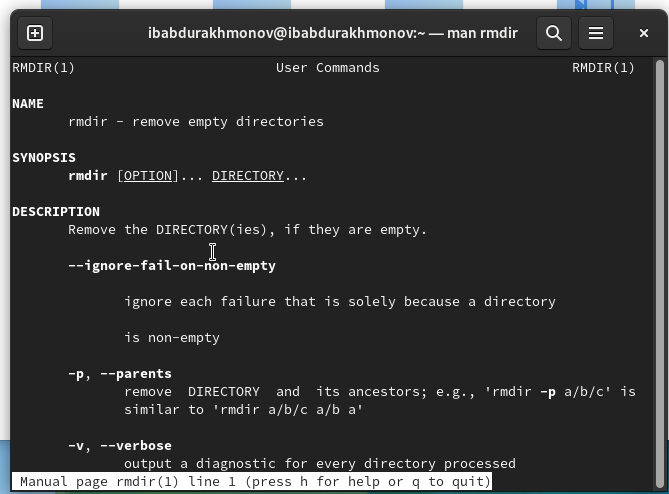 ibabdurakhmonov@ibabdurakhmonov:~ — man rmdir
RMDIR(1) User Commands RMDIR(1)
NAME
rmdir - remove empty directories
SYNOPSIS
rmdir [OPTION]... DIRECTORY...
DESCRIPTION
Remove the DIRECTORY(ies), if they are empty.
--ignore-fail-on-non-empty
ignore each failure that is solely because a directory
is non-empty
-p, --parents
remove DIRECTORY and its ancestors; e.g., 'rmdir -p a/b/c' is
similar to 'rmdir a/b/c a/b a'
-v, --verbose
output a diagnostic for every directory processed
Manual page rmdir(1) line 1 (press h for help or q to quit)